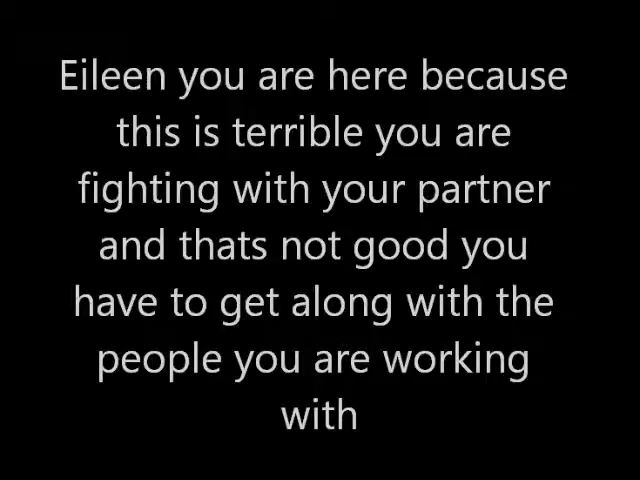 Eileen you are here because
this is terrible you are
fighting with your partner
and thats not good you
have to get along with the
people you are working
with